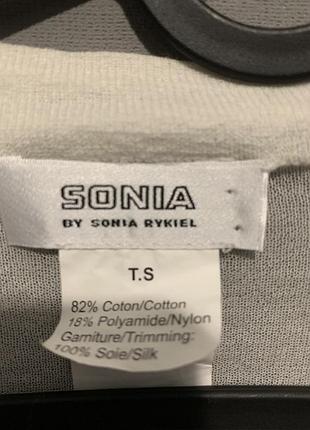 SONIA
BY SONIA RYKIEL
T.S
82% Coton/Cotton
18% Polyamide/Nylon
Garniture/Trimming:
100% Soie/Silk